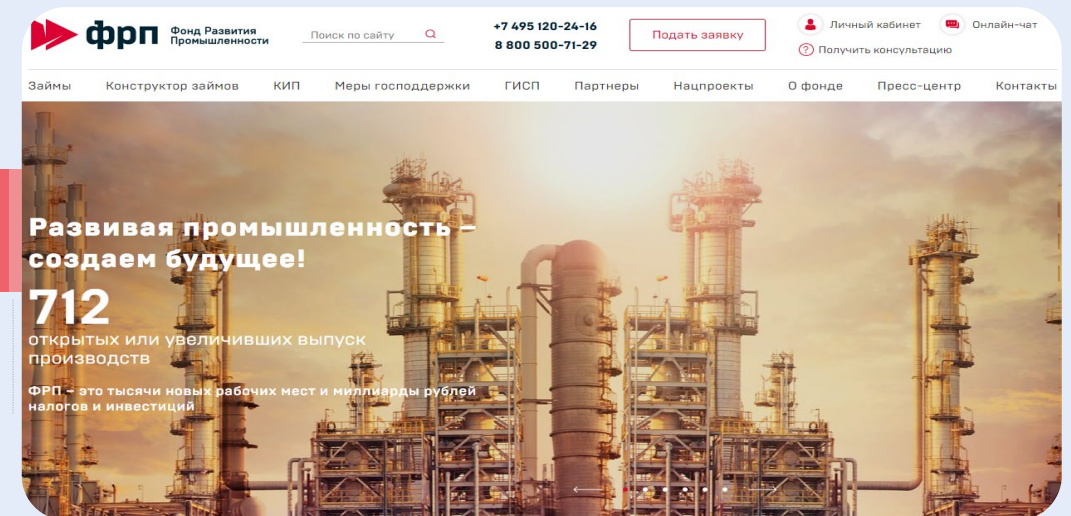 фрп
Фонд Развития
Промышленности
Поиск по сайту
+7 495 120-24-16
8 800 500-71-29
Подать заявку
Личный кабинет
Онлайн-чат
Получить консультацию
Займы Конструктор займов КИП Меры господдержки ГИСП Партнеры Нацпроекты О фонде Пресс-центр Контакты
Развивая промышленность –
создаем будущее!
712
открытых или увеличивших выпуск
производств
ФРП – это тысячи новых рабочих мест и миллиарды рублей
налогов и инвестиций